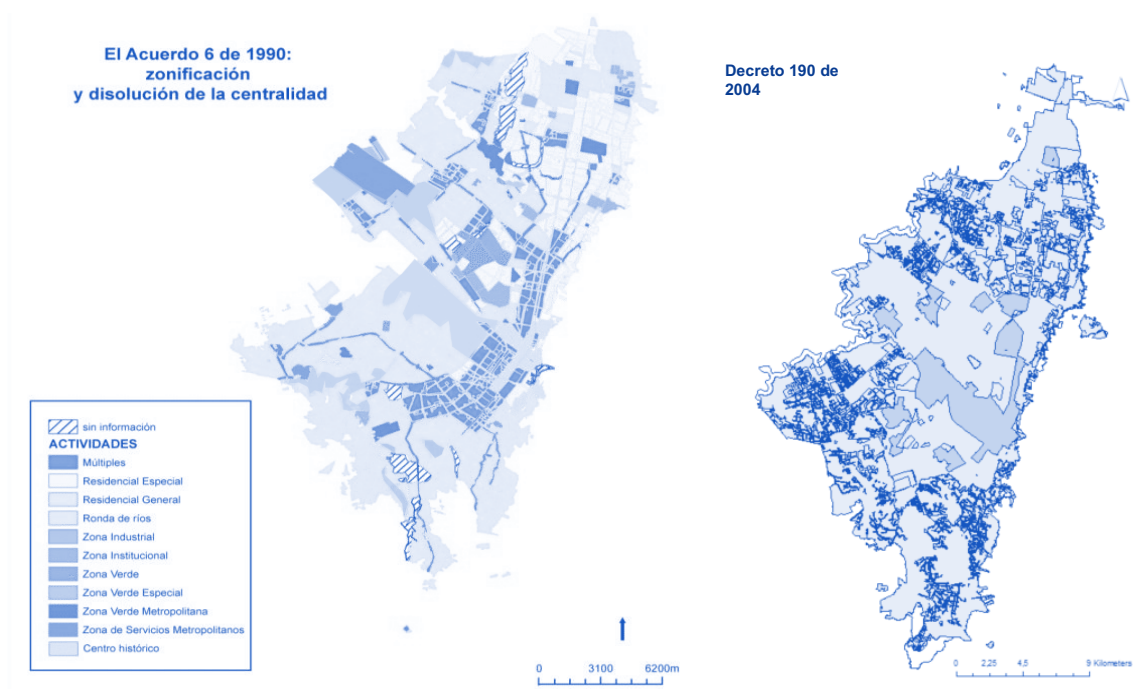 El Acuerdo 6 de 1990:
zonificación
y disolución de la centralidad
Decreto 190 de
2004
sin información
ACTIVIDADES
Múltiples
Residencial Especial
Residencial General
Ronda de ríos
Zona Industrial
Zona Institucional
Zona Verde
Zona Verde Especial
Zona Verde Metropolitana
Zona de Servicios Metropolitanos
Centro histórico
0 3100 6200m
0 2,25 4,5 9 Kilometers